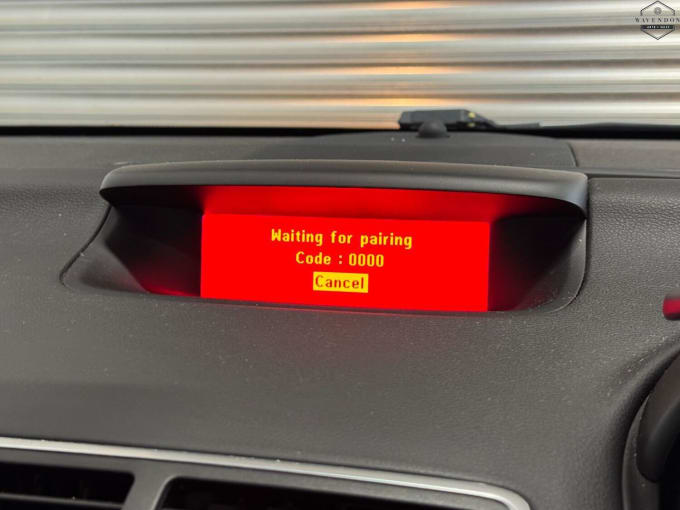 WAVENDON
Waiting for pairing
Code : 0000
Cancel